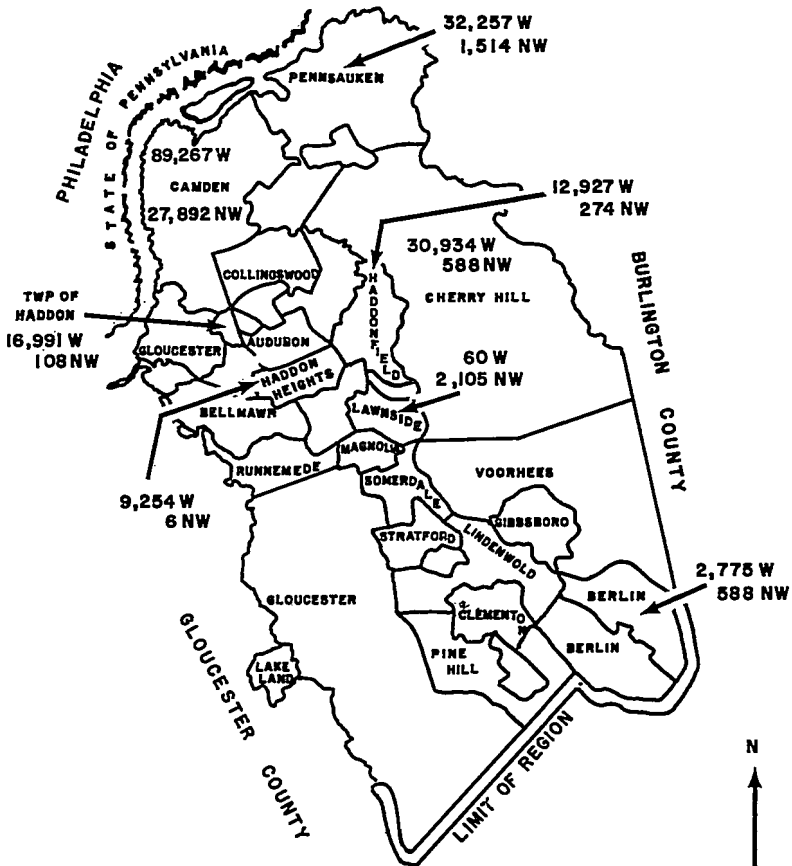 32,257 W
1,514 NW
PENNSAUKEN
PHILADELPHIA
STATE OF PENNSYLVANIA
89,267 W
CAMDEN
27,892 NW
12,927 W
274 NW
30,934 W
588 NW
CHERRY HILL
COLLINGSWOOD
HADDONFIELD
BURLINGTON COUNTY
TWP OF
HADDON
16,991 W
108 NW
GLOUCESTER
AUDUBON
HADDON
HEIGHTS
60 W
2,105 NW
BELLMAWR
LAWNSIDE
MAGNOLIA
RUNNEMEDE
9,254 W
6 NW
SOMERDALE
VOORHEES
GIBBSBORO
STRATFORD
LINDENWOLD
2,775 W
588 NW
GLOUCESTER
CLEMENTON
BERLIN
BERLIN
PINE
HILL
LAKE
LAND
GLOUCESTER COUNTY
LIMIT OF REGION
N